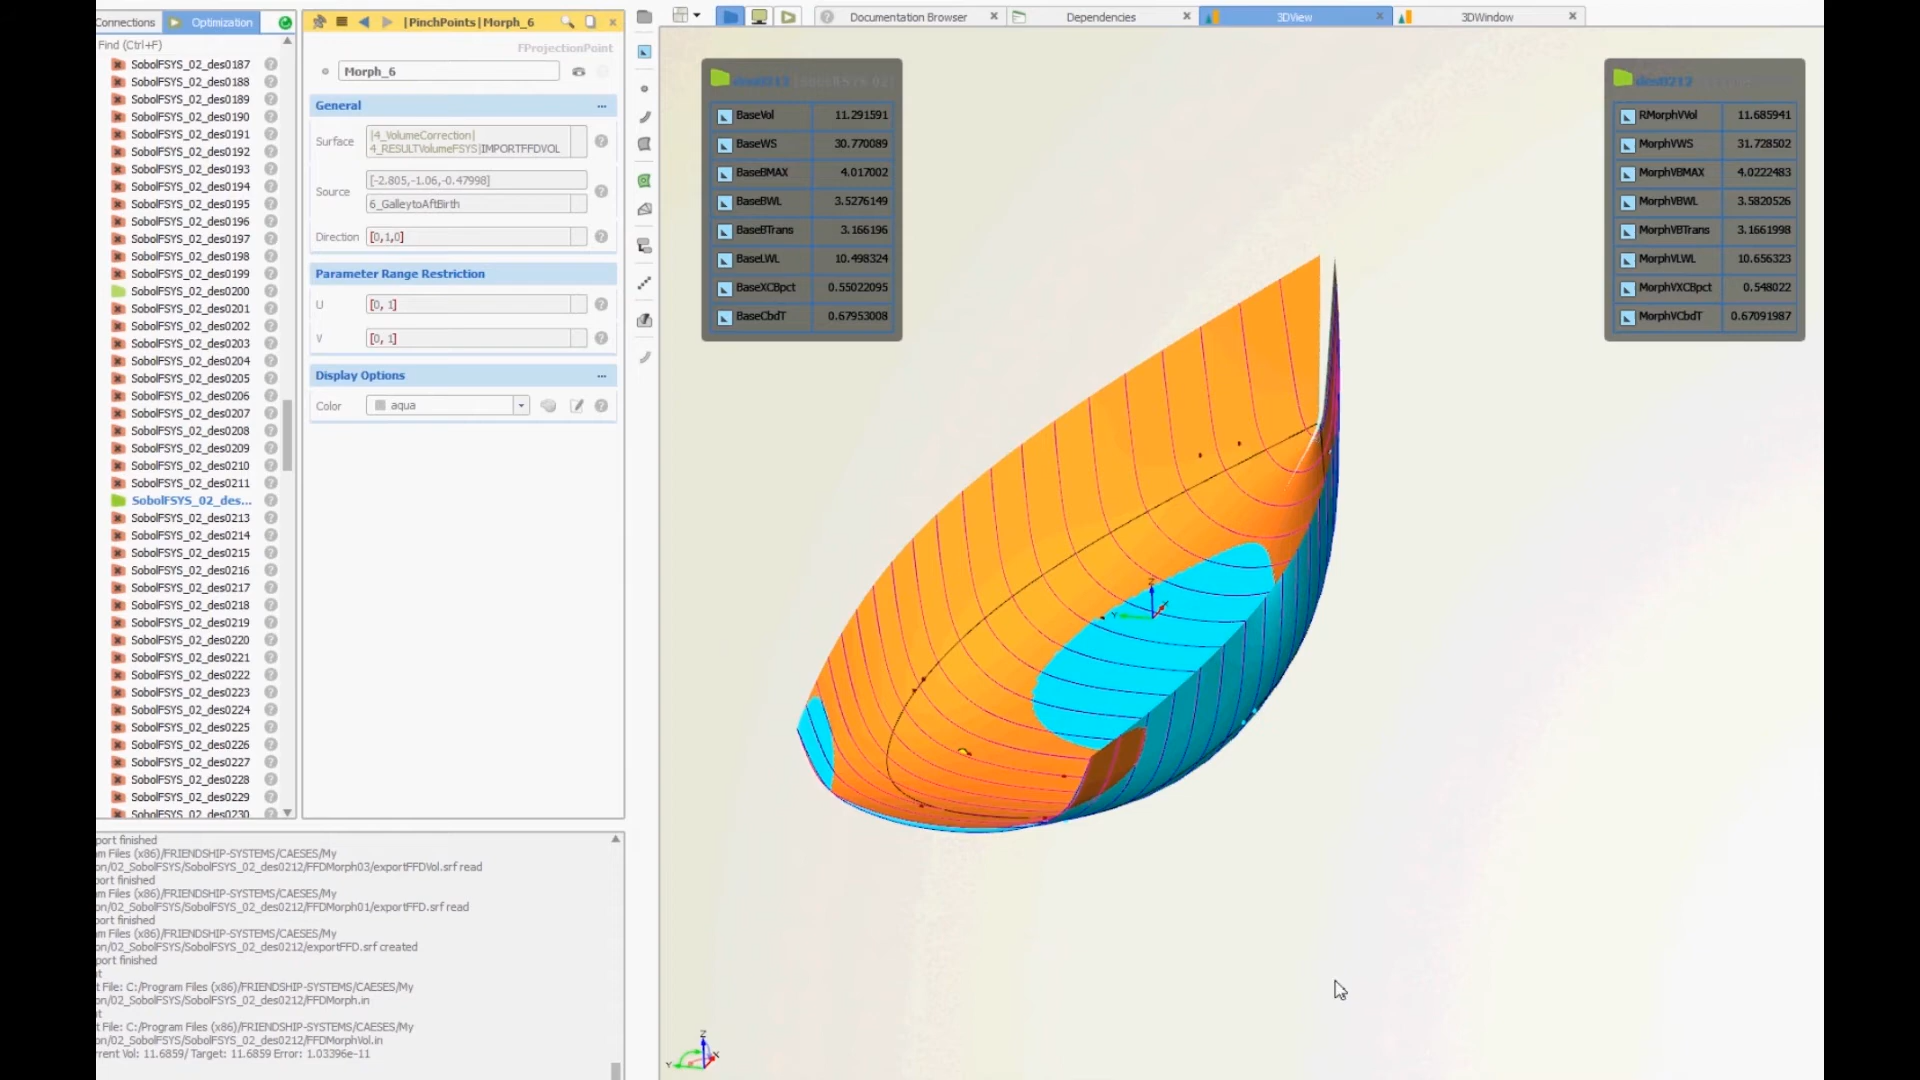 Connections
Optimization
Find (Ctrl+F)
SobolFSYS_02_des0187
SobolFSYS_02_des0188
SobolFSYS_02_des0189
SobolFSYS_02_des0190
SobolFSYS_02_des0191
SobolFSYS_02_des0192
SobolFSYS_02_des0193
SobolFSYS_02_des0194
SobolFSYS_02_des0195
SobolFSYS_02_des0196
SobolFSYS_02_des0197
SobolFSYS_02_des0198
SobolFSYS_02_des0199
SobolFSYS_02_des0200
SobolFSYS_02_des0201
SobolFSYS_02_des0202
SobolFSYS_02_des0203
SobolFSYS_02_des0204
SobolFSYS_02_des0205
SobolFSYS_02_des0206
SobolFSYS_02_des0207
SobolFSYS_02_des0208
SobolFSYS_02_des0209
SobolFSYS_02_des0210
SobolFSYS_02_des0211
SobolFSYS_02_des...
SobolFSYS_02_des0213
SobolFSYS_02_des0214
SobolFSYS_02_des0215
SobolFSYS_02_des0216
SobolFSYS_02_des0217
SobolFSYS_02_des0218
SobolFSYS_02_des0219
SobolFSYS_02_des0220
SobolFSYS_02_des0221
SobolFSYS_02_des0222
SobolFSYS_02_des0223
SobolFSYS_02_des0224
SobolFSYS_02_des0225
SobolFSYS_02_des0226
SobolFSYS_02_des0227
SobolFSYS_02_des0228
SobolFSYS_02_des0229
SobolFSYS_02_des0230
|PinchPoints|Morph_6
FProjectionPoint
Morph_6
General ...
Surface |4_VolumeCorrection|
4_RESULTVolumeFSYS|IMPORTFFDVOL
Source [-2.805,-1.06,-0.47998]
6_GalleytoAftBirth
Direction [0,1,0]
Parameter Range Restriction
U [0, 1]
V [0, 1]
Display Options ...
Color aqua
port finished
m Files (x86)/FRIENDSHIP-SYSTEMS/CAESES/My
on/02_SobolFSYS/SobolFSYS_02_des0212/FFDMorph03/exportFFDVol.srf read
port finished
m Files (x86)/FRIENDSHIP-SYSTEMS/CAESES/My
on/02_SobolFSYS/SobolFSYS_02_des0212/FFDMorph01/exportFFD.srf read
port finished
m Files (x86)/FRIENDSHIP-SYSTEMS/CAESES/My
on/02_SobolFSYS/SobolFSYS_02_des0212/exportFFD.srf created
port finished
t
t File: C:/Program Files (x86)/FRIENDSHIP-SYSTEMS/CAESES/My
on/02_SobolFSYS/SobolFSYS_02_des0212/FFDMorph.in
t
t File: C:/Program Files (x86)/FRIENDSHIP-SYSTEMS/CAESES/My
on/02_SobolFSYS/SobolFSYS_02_des0212/FFDMorphVol.in
rrent Vol: 11.6859/ Target: 11.6859 Error: 1.03396e-11
Documentation Browser
Dependencies
3DView
3DWindow
BaseVol 11.291591
BaseWS 30.770089
BaseBMAX 4.017002
BaseBWL 3.5276149
BaseBTrans 3.166196
BaseLWL 10.498324
BaseXCBpct 0.55022095
BaseCbdT 0.67953008
des0212
RMorphVVol 11.685941
MorphVWS 31.728502
MorphVBMAX 4.0222483
MorphVBWL 3.5820526
MorphVBTrans 3.1661998
MorphVLWL 10.656323
MorphVXCBpct 0.548022
MorphVCbdT 0.67091987
Z
Y
X
Z
Y
X